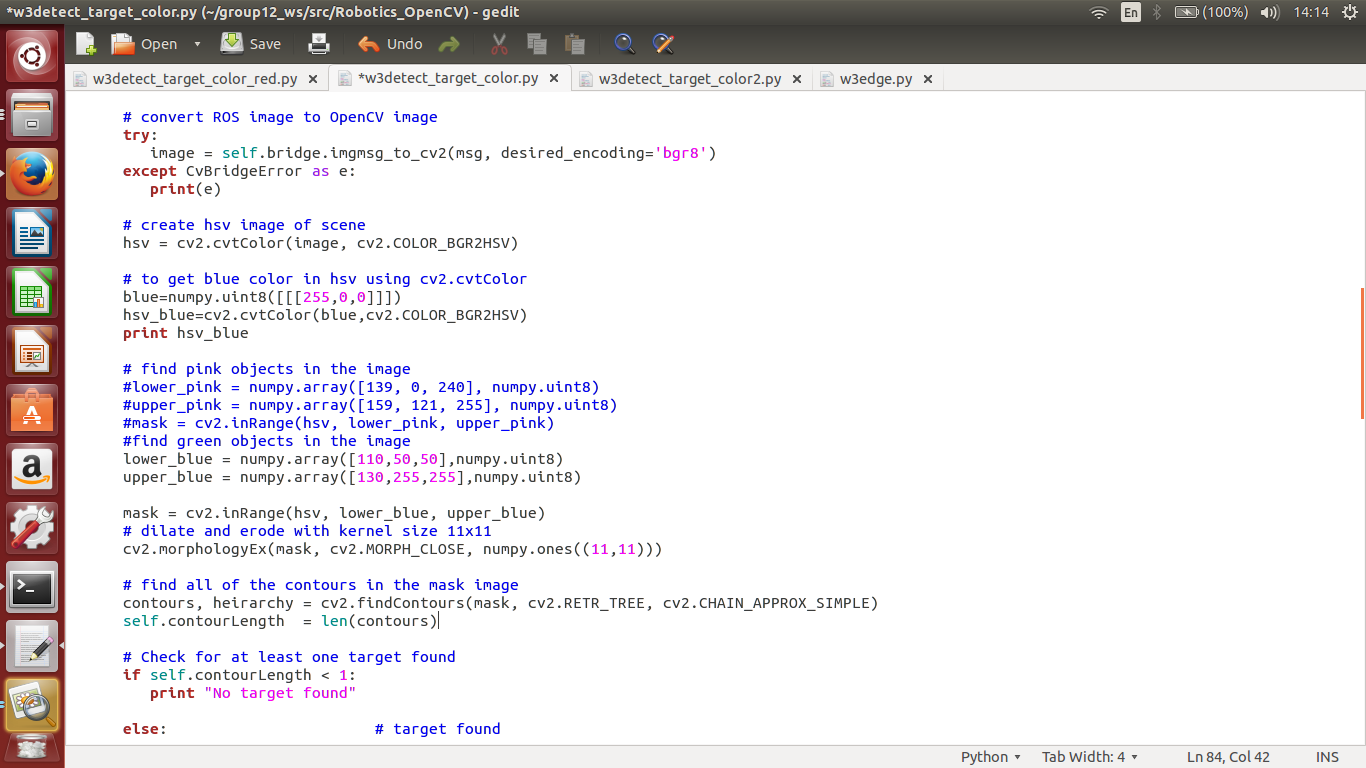 *w3detect_target_color.py (~/group12_ws/src/Robotics_OpenCV) - gedit
En (100%) 14:14
Open Save Undo
w3detect_target_color_red.py × *w3detect_target_color.py × w3detect_target_color2.py × w3edge.py ×
# convert ROS image to OpenCV image
try:
   image = self.bridge.imgmsg_to_cv2(msg, desired_encoding='bgr8')
except CvBridgeError as e:
   print(e)
# create hsv image of scene
hsv = cv2.cvtColor(image, cv2.COLOR_BGR2HSV)
# to get blue color in hsv using cv2.cvtColor
blue=numpy.uint8([[[255,0,0]]])
hsv_blue=cv2.cvtColor(blue,cv2.COLOR_BGR2HSV)
print hsv_blue
# find pink objects in the image
#lower_pink = numpy.array([139, 0, 240], numpy.uint8)
#upper_pink = numpy.array([159, 121, 255], numpy.uint8)
#mask = cv2.inRange(hsv, lower_pink, upper_pink)
#find green objects in the image
lower_blue = numpy.array([110,50,50],numpy.uint8)
upper_blue = numpy.array([130,255,255],numpy.uint8)
mask = cv2.inRange(hsv, lower_blue, upper_blue)
# dilate and erode with kernel size 11x11
cv2.morphologyEx(mask, cv2.MORPH_CLOSE, numpy.ones((11,11)))
# find all of the contours in the mask image
contours, heirarchy = cv2.findContours(mask, cv2.RETR_TREE, cv2.CHAIN_APPROX_SIMPLE)
self.contourLength  = len(contours)
# Check for at least one target found
if self.contourLength < 1:
   print "No target found"
else:                       # target found
Python Tab Width: 4 Ln 84, Col 42 INS